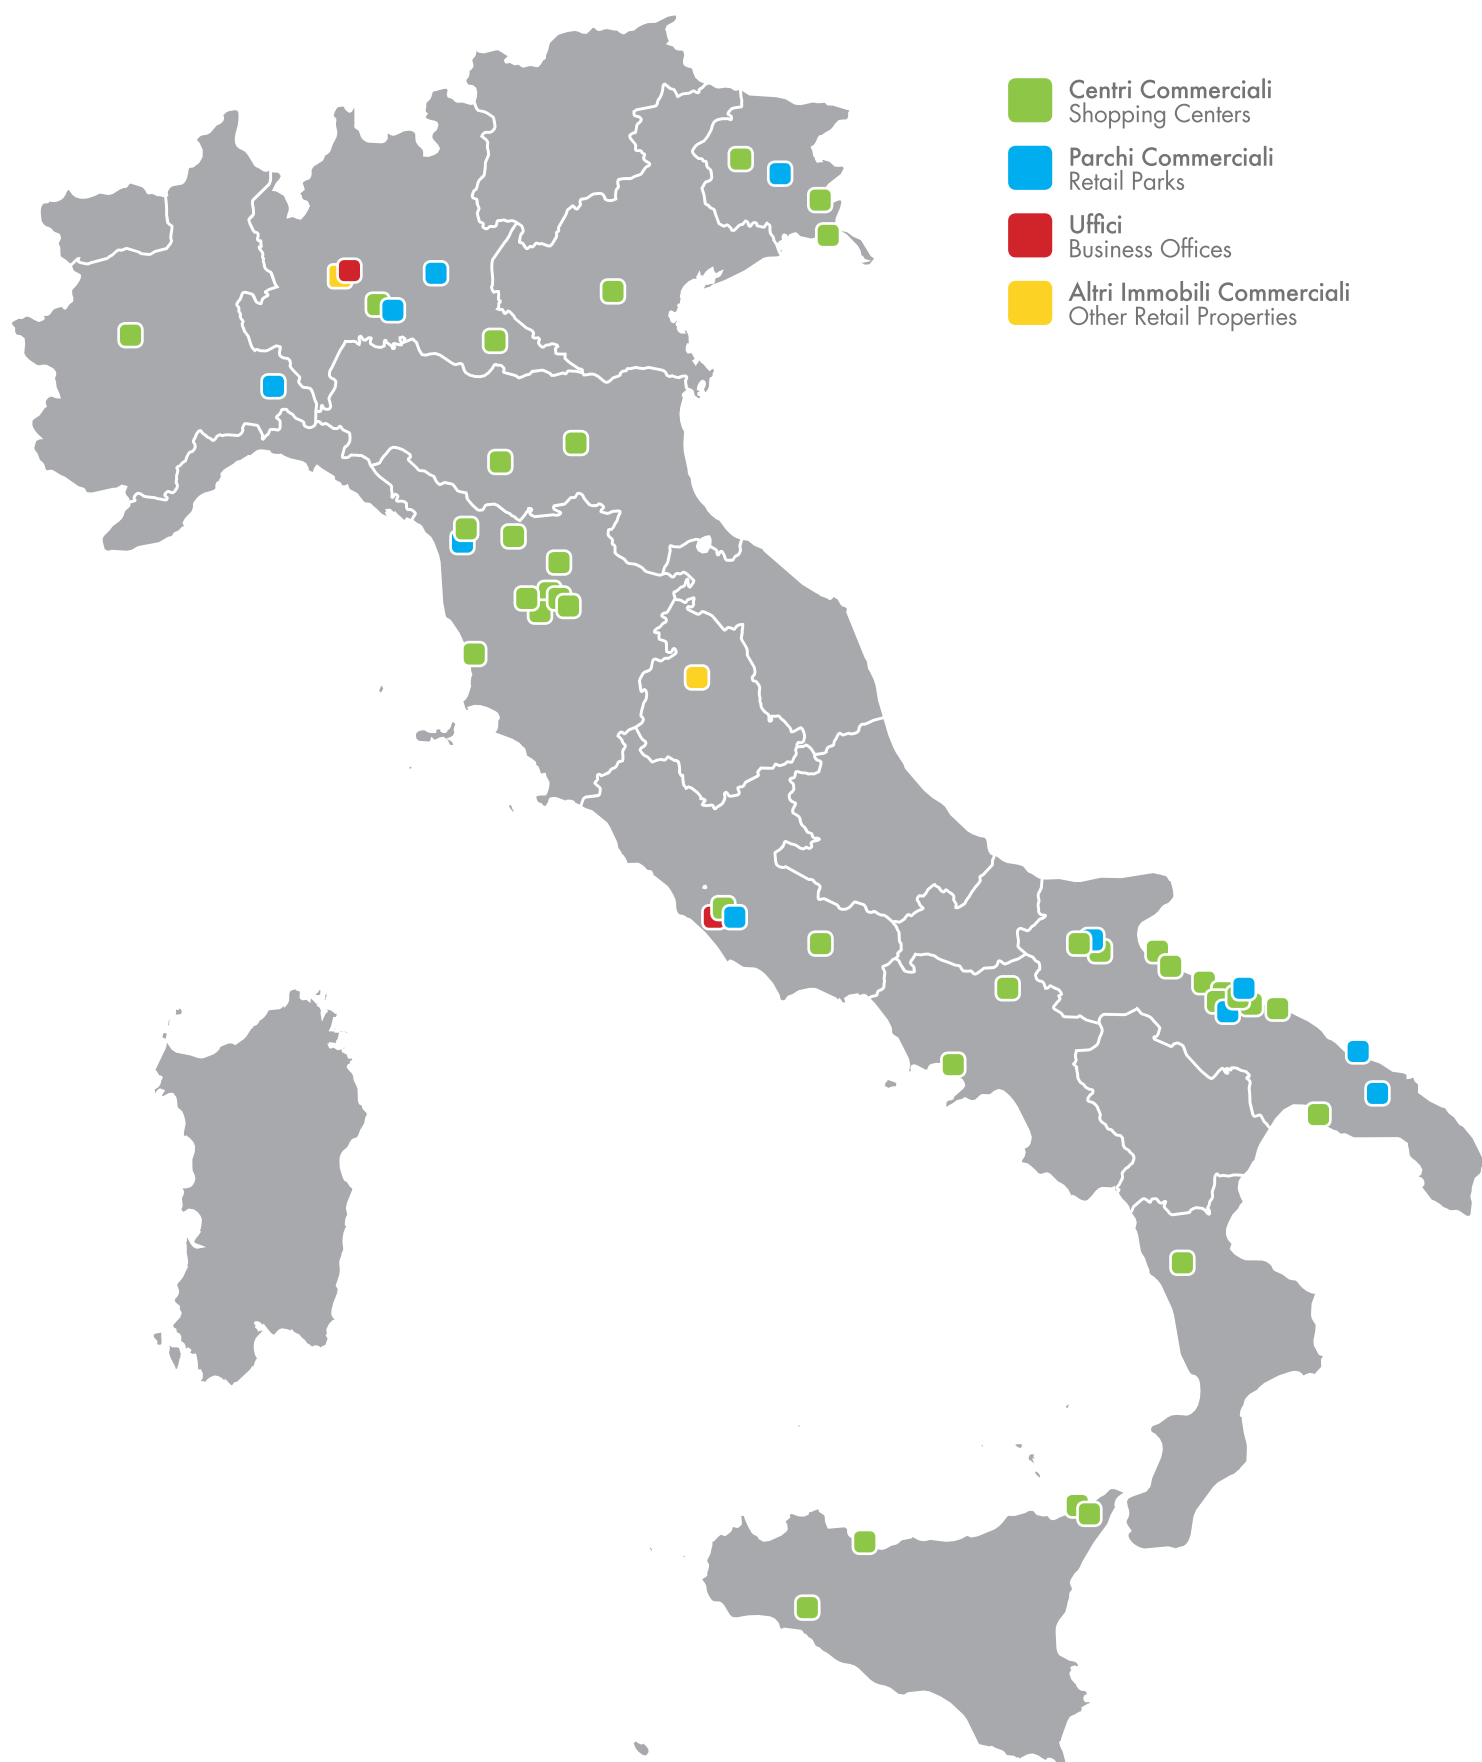 Centri Commerciali
Shopping Centers
Parchi Commerciali
Retail Parks
Uffici
Business Offices
Altri Immobili Commerciali
Other Retail Properties